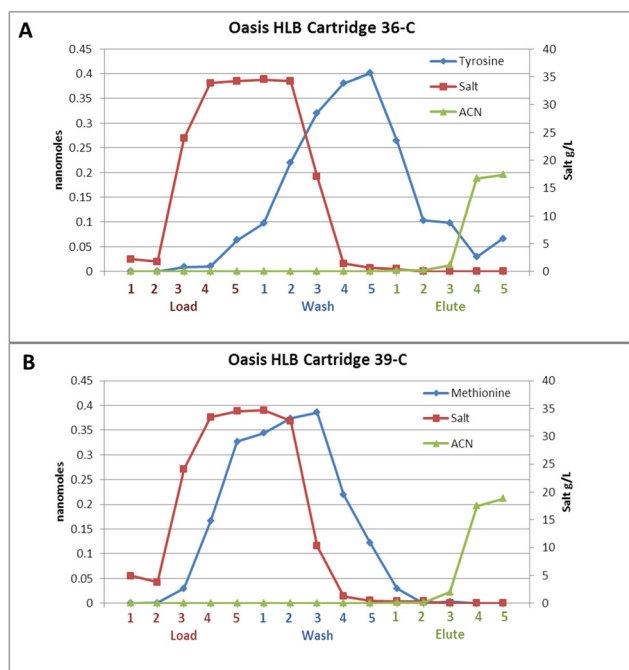 A
Oasis HLB Cartridge 36-C
0.45
0.4
0.35
0.3
0.25
0.2
0.15
0.1
0.05
0
nanomoles
40
35
30
25
20
15
10
5
0
Salt g/L
Tyrosine
Salt
ACN
1 2 3 4 5 1 2 3 4 5 1 2 3 4 5
Load Wash Elute
B
Oasis HLB Cartridge 39-C
0.45
0.4
0.35
0.3
0.25
0.2
0.15
0.1
0.05
0
nanomoles
40
35
30
25
20
15
10
5
0
Salt g/L
Methionine
Salt
ACN
1 2 3 4 5 1 2 3 4 5 1 2 3 4 5
Load Wash Elute